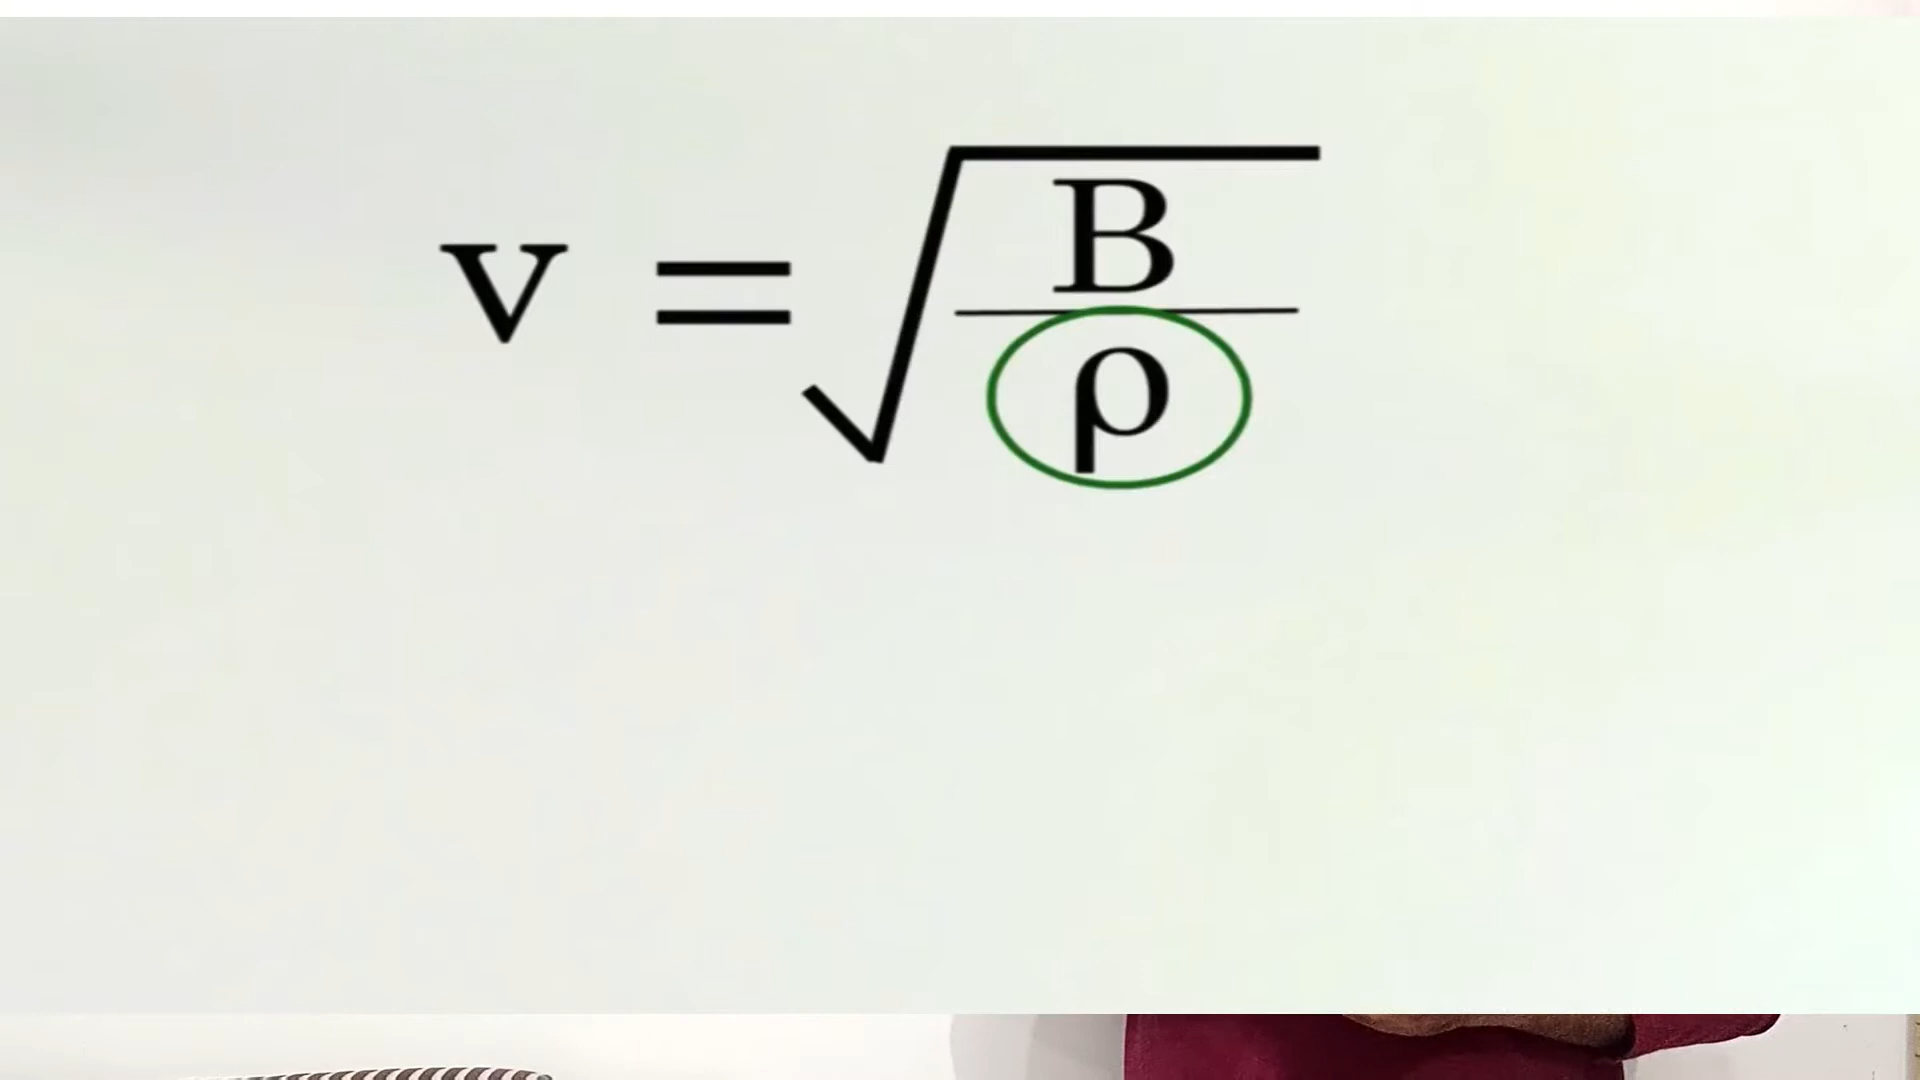 v = √(B/ρ)